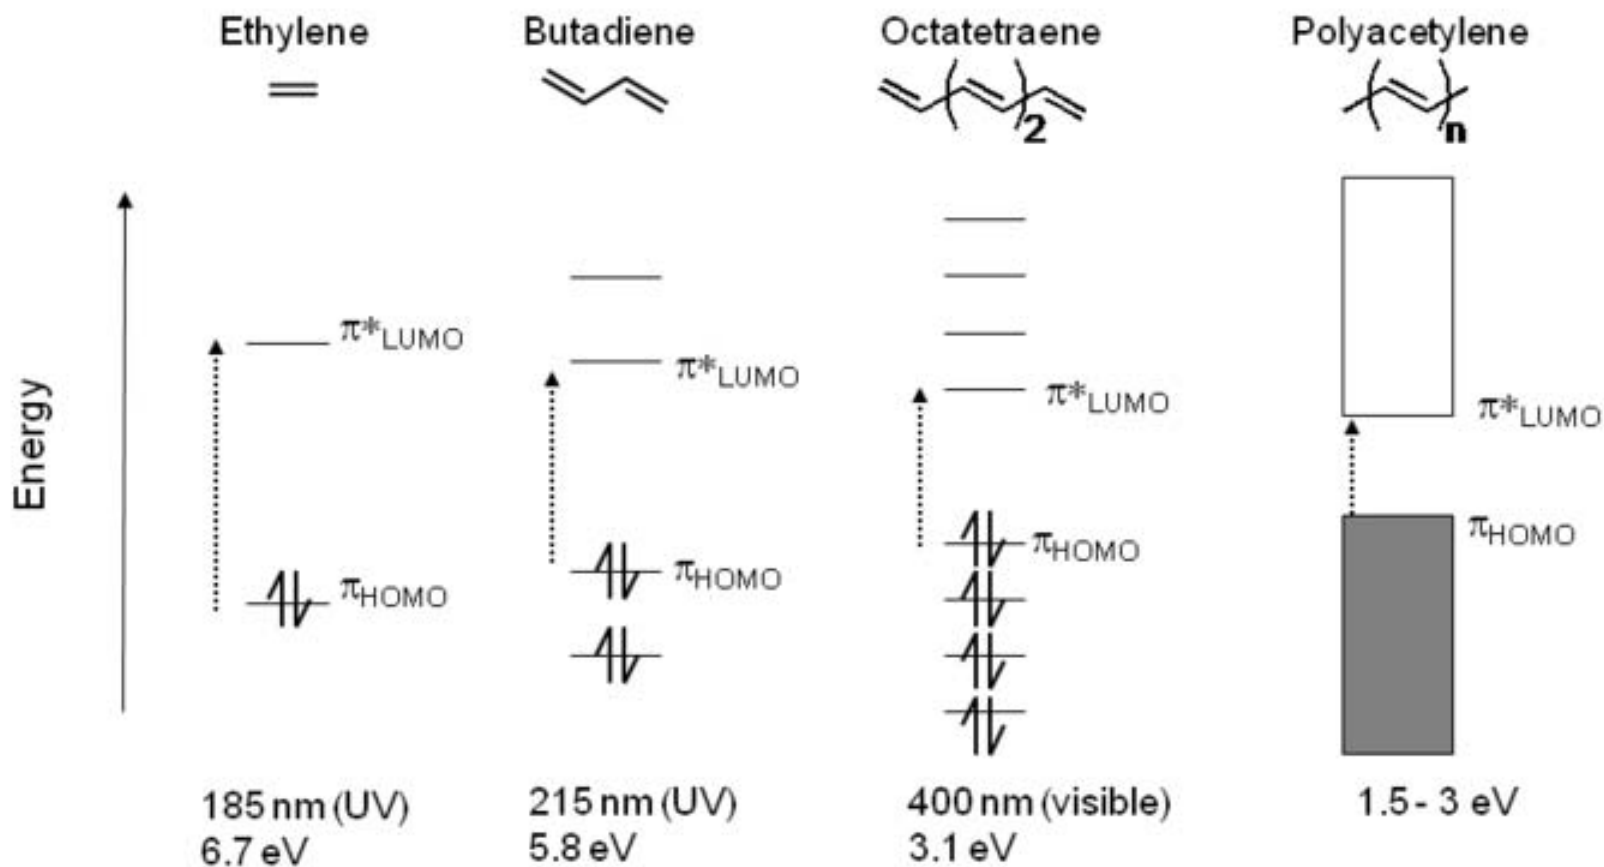 Ethylene
Butadiene
Octatetraene
Polyacetylene
2
n
Energy
π*LUMO
πHOMO
π*LUMO
πHOMO
π*LUMO
πHOMO
π*LUMO
πHOMO
185 nm (UV)
6.7 eV
215 nm (UV)
5.8 eV
400 nm (visible)
3.1 eV
1.5 - 3 eV